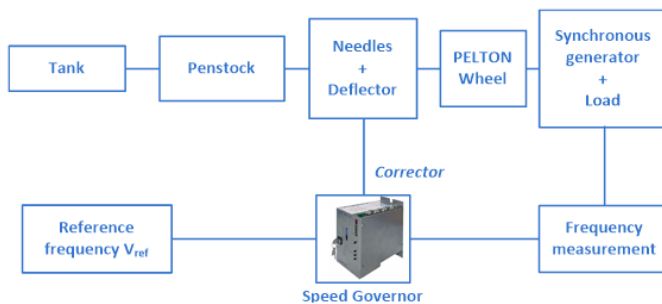 Tank
Penstock
Needles
+
Deflector
PELTON
Wheel
Synchronous
generator
+
Load
Corrector
Reference
frequency Vref
Speed Governor
Frequency
measurement